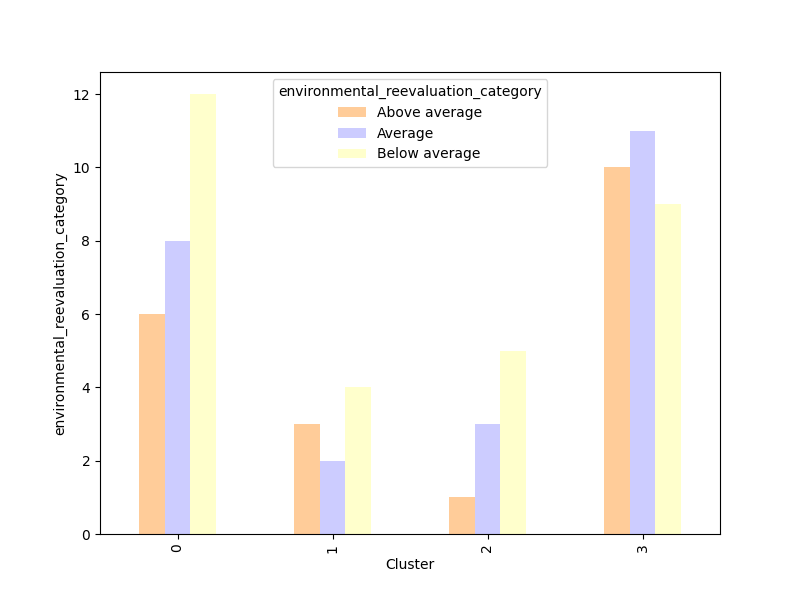 environmental_reevaluation_category
Above average
Average
Below average
environmental_reevaluation_category
12
10
8
6
4
2
0
0
1
2
3
Cluster